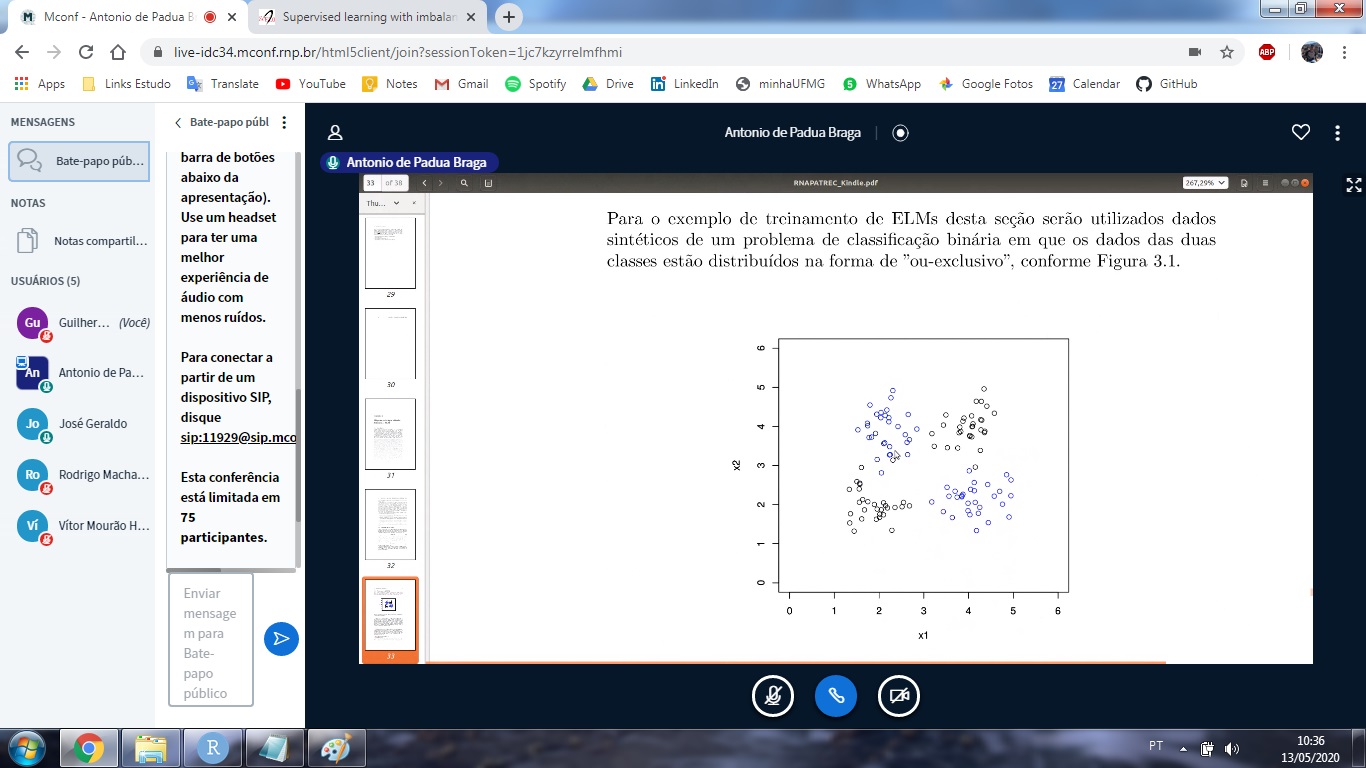 Mconf - Antonio de Padua B
Supervised learning with imbalan
live-idc34.mconf.rnp.br/html5client/join?sessionToken=1jc7kzyrrelmfhmi
ABP
Apps
Links Estudo
Translate
YouTube
Notes
Gmail
Spotify
Drive
LinkedIn
minhaUFMG
WhatsApp
Google Fotos
27
Calendar
GitHub
MENSAGENS
Bate-papo púb...
NOTAS
Notas compartil...
USUÁRIOS (5)
Gu
Guilher... (Você)
An
Antonio de Pa...
Jo
José Geraldo
Ro
Rodrigo Macha...
Ví
Vítor Mourão H...
Bate-papo públ
barra de botões
abaixo da
apresentação).
Use um headset
para ter uma
melhor
experiência de
áudio com
menos ruídos.
Para conectar a
partir de um
dispositivo SIP,
disque
sip:11929@sip.mco
Esta conferência
está limitada em
75
participantes.
Enviar
mensage
m para
Bate-
papo
público
Antonio de Padua Braga
Antonio de Padua Braga
33 of 38
RNAPATREC_Kindle.pdf
267,29%
Thu...
29
30
31
32
33
Para o exemplo de treinamento de ELMs desta seção serão utilizados dados
sintéticos de um problema de classificação binária em que os dados das duas
classes estão distribuídos na forma de ”ou-exclusivo”, conforme Figura 3.1.
6
5
4
3
2
1
0
x2
0 1 2 3 4 5 6
x1
R
PT
10:36
13/05/2020